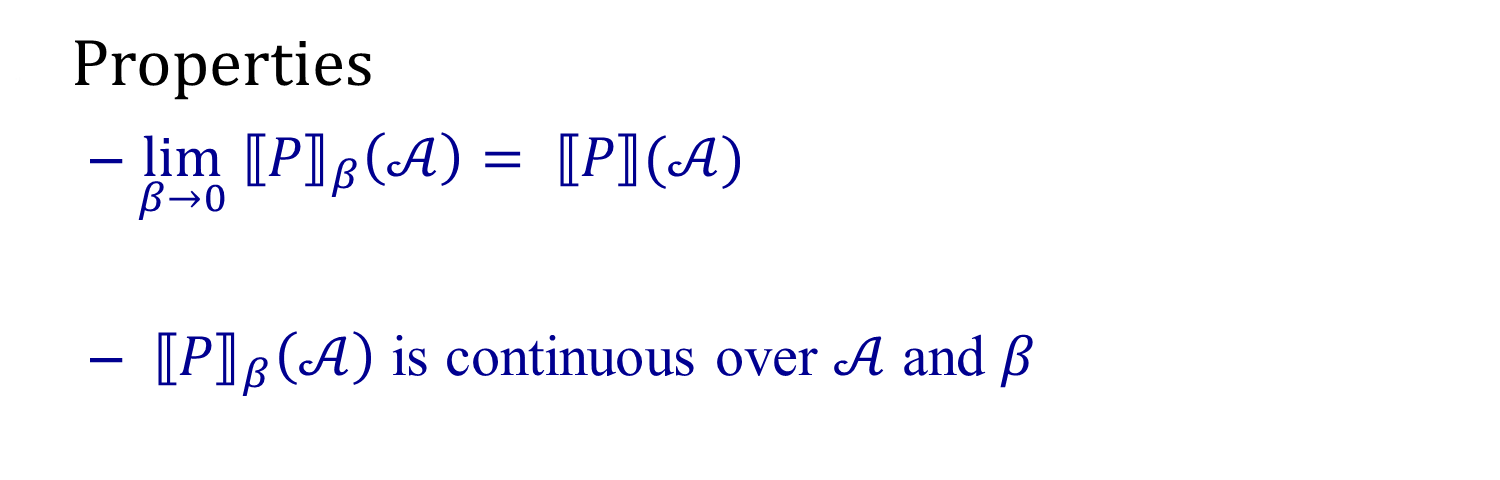 Properties
– lim_{β→0} ⟦P⟧_β(𝒜) = ⟦P⟧(𝒜)
– ⟦P⟧_β(𝒜) is continuous over 𝒜 and β